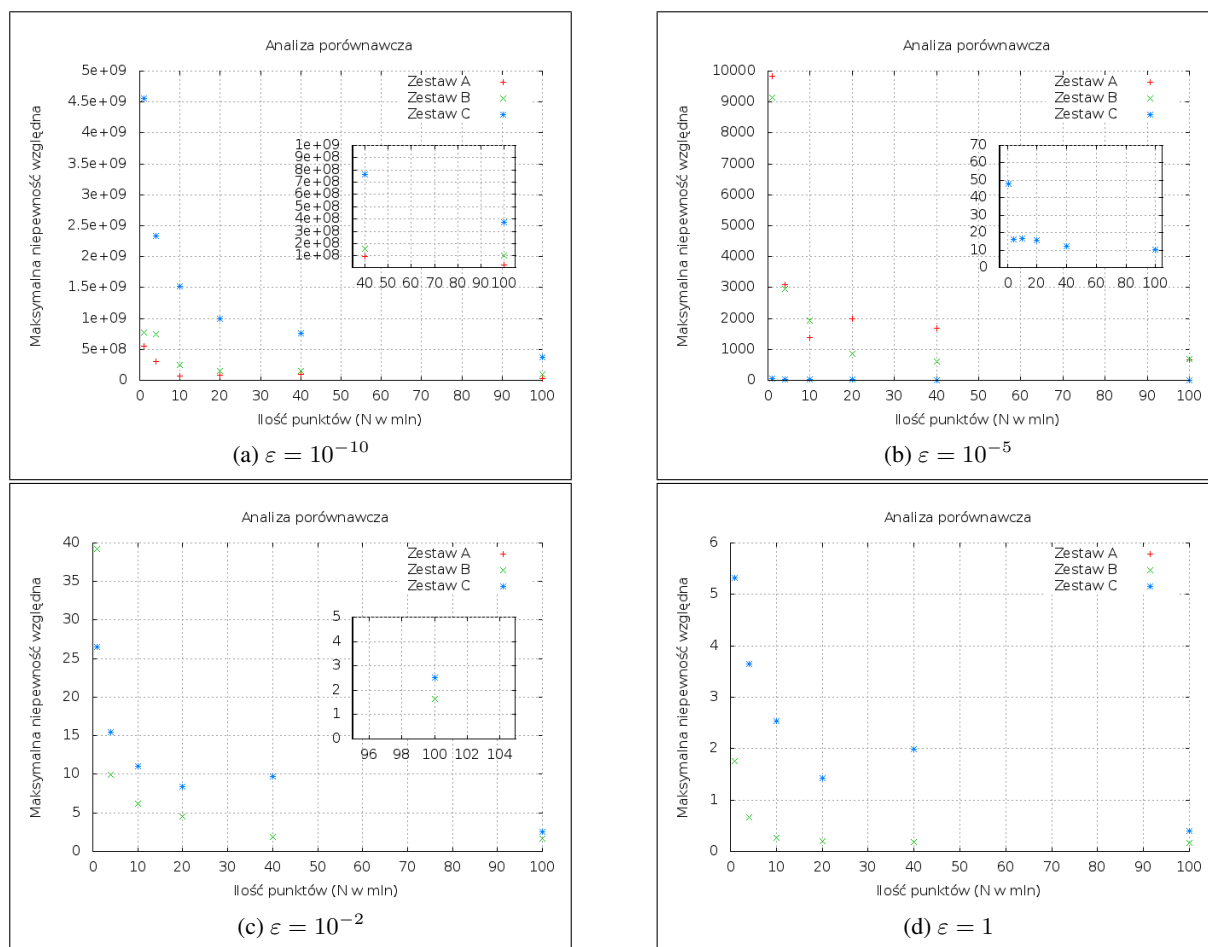 Analiza porównawcza
Maksymalna niepewność względna
5e+09
4.5e+09
4e+09
3.5e+09
3e+09
2.5e+09
2e+09
1.5e+09
1e+09
5e+08
0
Zestaw A
Zestaw B
Zestaw C
1e+09
9e+08
8e+08
7e+08
6e+08
5e+08
4e+08
3e+08
2e+08
1e+08
40 50 60 70 80 90 100
0 10 20 30 40 50 60 70 80 90 100
Ilość punktów (N w mln)
(a) ε = 10⁻¹⁰
Analiza porównawcza
Maksymalna niepewność względna
10000
9000
8000
7000
6000
5000
4000
3000
2000
1000
0
Zestaw A
Zestaw B
Zestaw C
70
60
50
40
30
20
10
0
0 20 40 60 80 100
0 10 20 30 40 50 60 70 80 90 100
Ilość punktów (N w mln)
(b) ε = 10⁻⁵
Analiza porównawcza
Maksymalna niepewność względna
40
35
30
25
20
15
10
5
0
Zestaw A
Zestaw B
Zestaw C
5
4
3
2
1
0
96 98 100 102 104
0 10 20 30 40 50 60 70 80 90 100
Ilość punktów (N w mln)
(c) ε = 10⁻²
Analiza porównawcza
Maksymalna niepewność względna
6
5
4
3
2
1
0
Zestaw A
Zestaw B
Zestaw C
0 10 20 30 40 50 60 70 80 90 100
Ilość punktów (N w mln)
(d) ε = 1